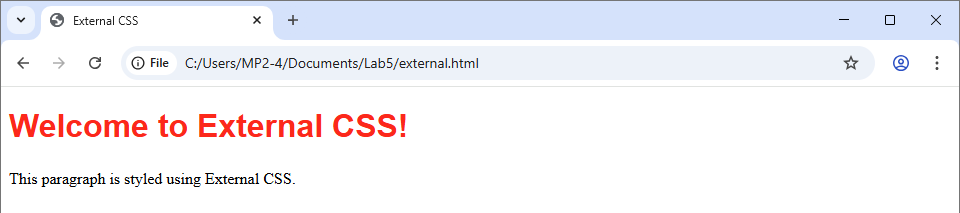 External CSS
File
C:/Users/MP2-4/Documents/Lab5/external.html
Welcome to External CSS!
This paragraph is styled using External CSS.